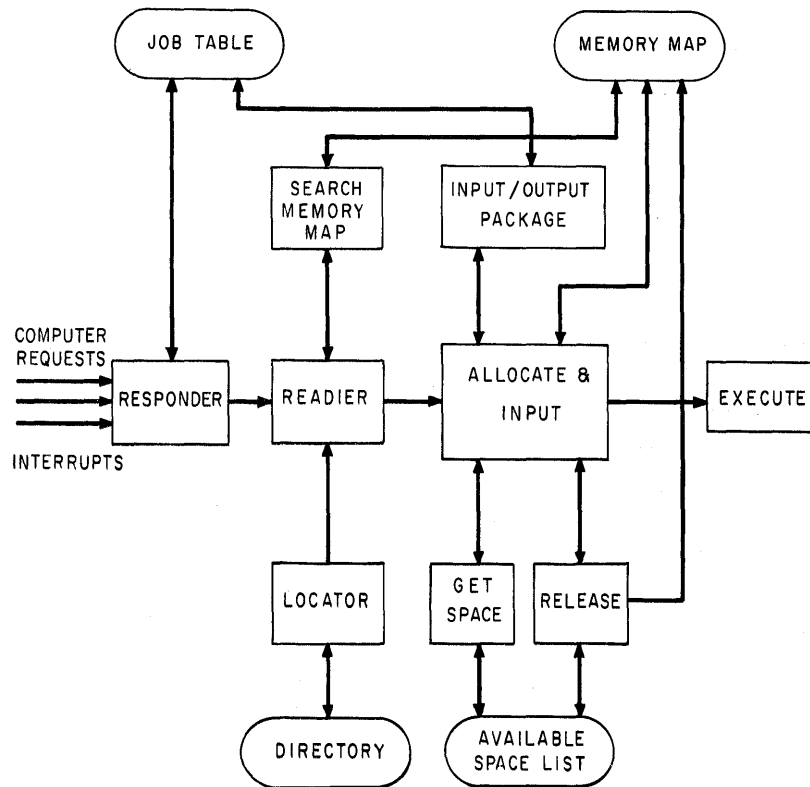 JOB TABLE
MEMORY MAP
SEARCH
MEMORY
MAP
INPUT/OUTPUT
PACKAGE
COMPUTER
REQUESTS
RESPONDER
READIER
ALLOCATE &
INPUT
EXECUTE
INTERRUPTS
LOCATOR
GET
SPACE
RELEASE
DIRECTORY
AVAILABLE
SPACE LIST